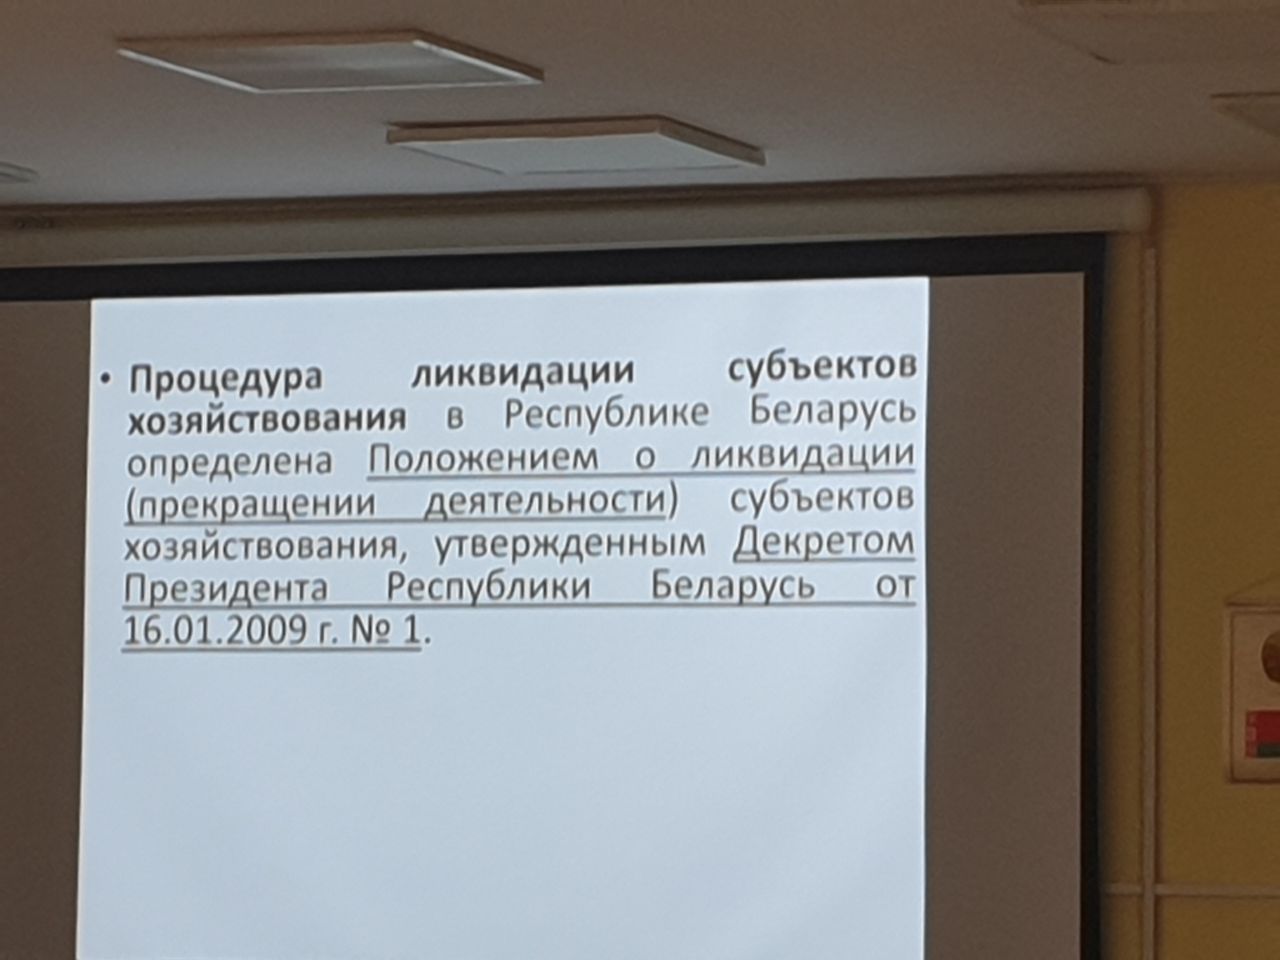 • Процедура ликвидации субъектов
хозяйствования в Республике Беларусь
определена Положением о ликвидации
(прекращении деятельности) субъектов
хозяйствования, утвержденным Декретом
Президента Республики Беларусь от
16.01.2009 г. № 1.